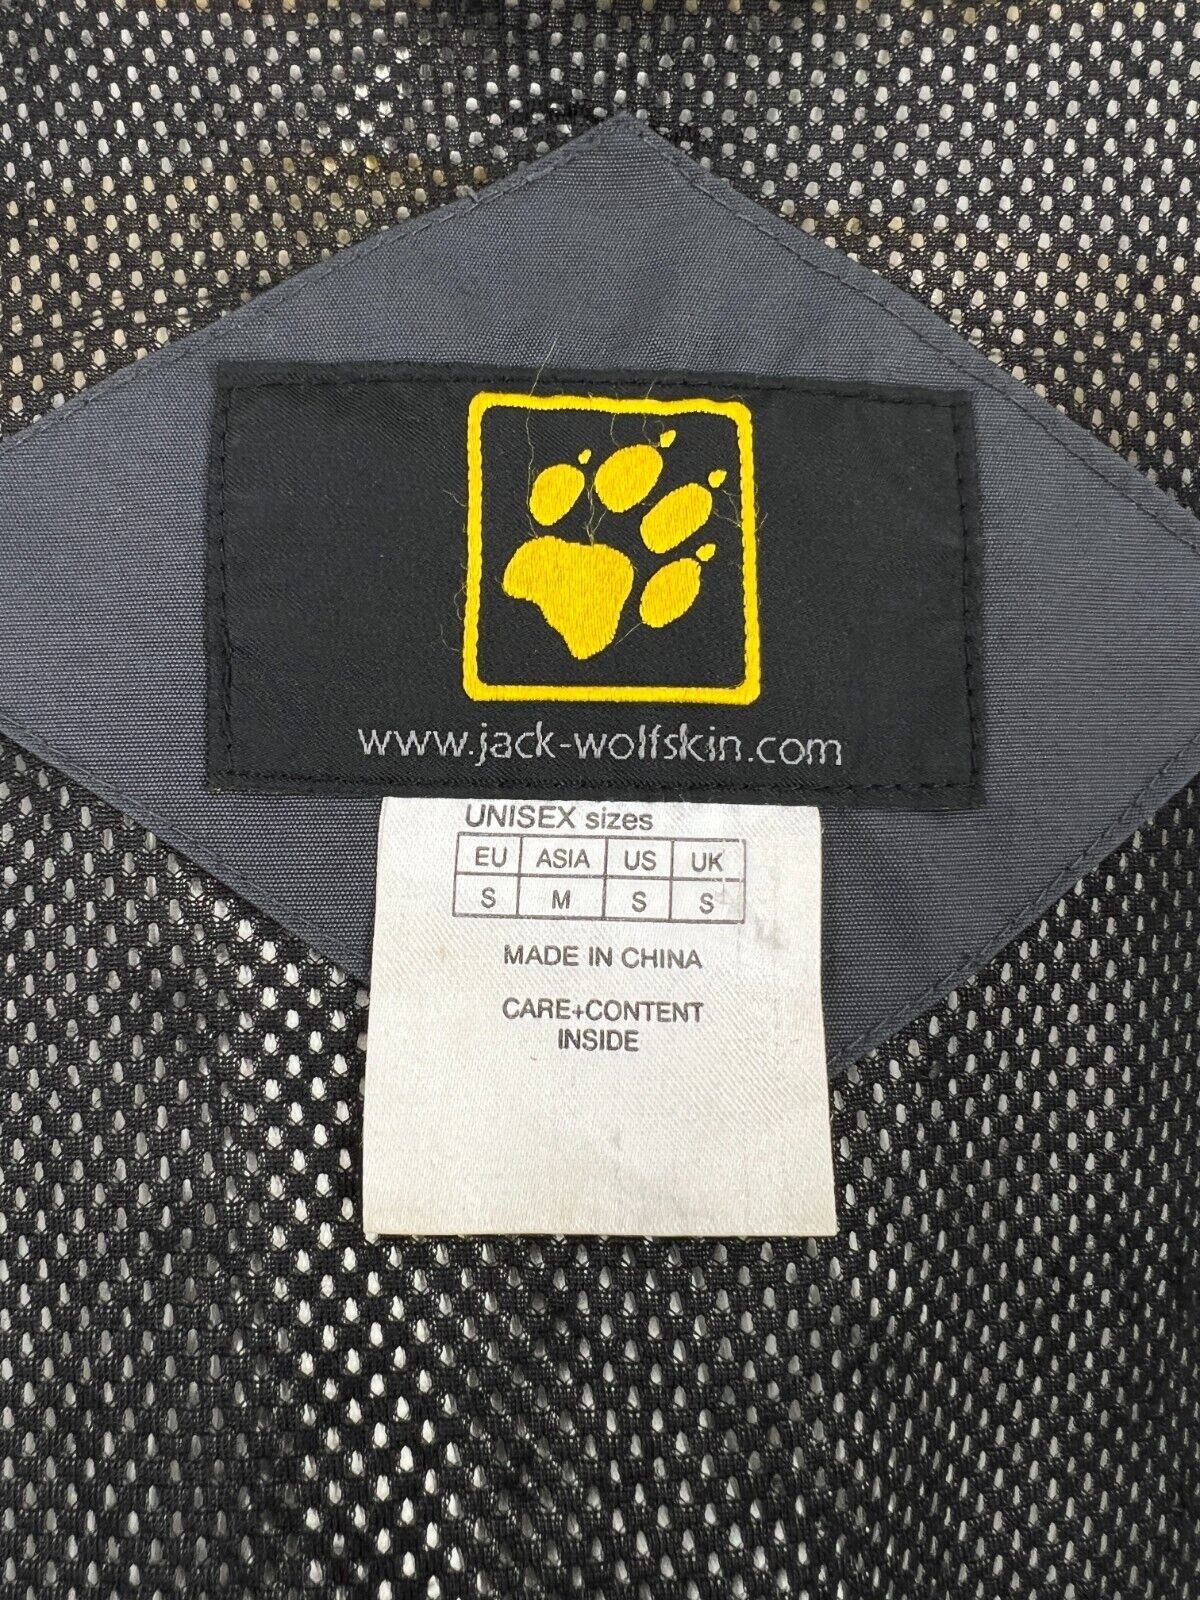 www.jack-wolfskin.com
UNISEX sizes
EU ASIA US UK
S M S S
MADE IN CHINA
CARE+CONTENT
INSIDE